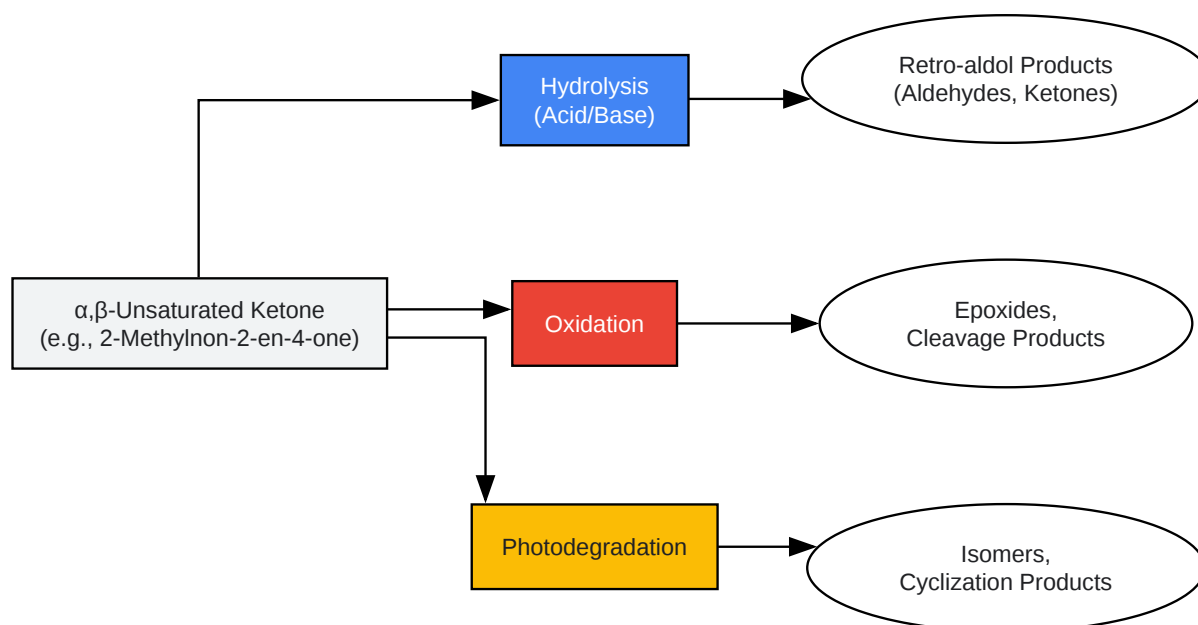 Hydrolysis
(Acid/Base)
Retro-aldol Products
(Aldehydes, Ketones)
α,β-Unsaturated Ketone
(e.g., 2-Methylnon-2-en-4-one)
Oxidation
Epoxides,
Cleavage Products
Photodegradation
Isomers,
Cyclization Products